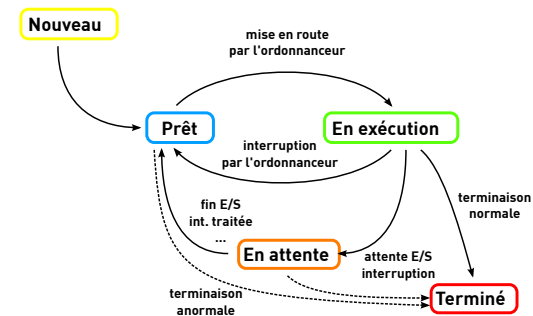 Nouveau
mise en route
par l'ordonnanceur
Prêt
En exécution
interruption
par l'ordonnanceur
terminaison
normale
fin E/S
int. traitée
...
En attente
attente E/S
interruption
terminaison
anormale
Terminé